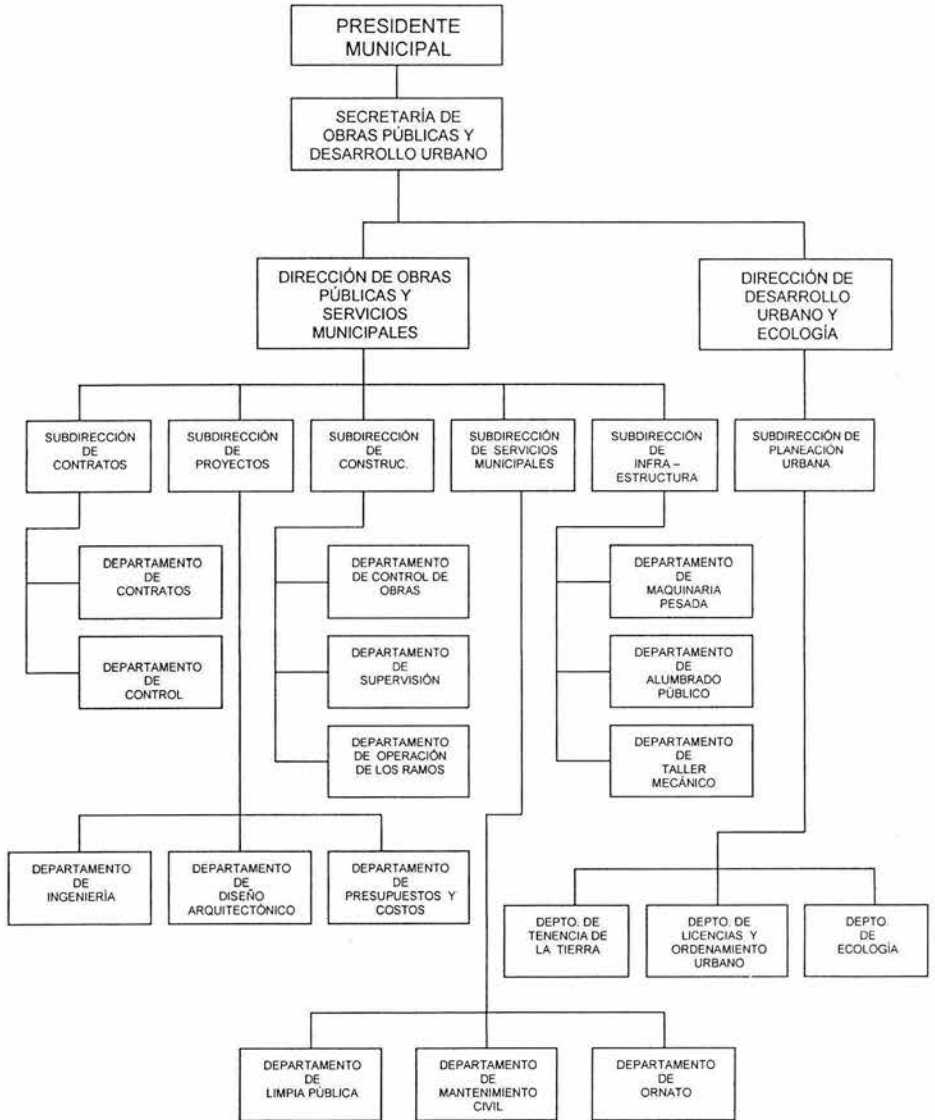 PRESIDENTE
MUNICIPAL
SECRETARÍA DE
OBRAS PÚBLICAS Y
DESARROLLO URBANO
DIRECCIÓN DE OBRAS
PÚBLICAS Y
SERVICIOS
MUNICIPALES
DIRECCIÓN DE
DESARROLLO
URBANO Y
ECOLOGÍA
SUBDIRECCIÓN
DE
CONTRATOS
SUBDIRECCIÓN
DE
PROYECTOS
SUBDIRECCIÓN
DE
CONSTRUC.
SUBDIRECCIÓN
DE SERVICIOS
MUNICIPALES
SUBDIRECCIÓN
DE
INFRA –
ESTRUCTURA
SUBDIRECCIÓN DE
PLANEACIÓN
URBANA
DEPARTAMENTO
DE
CONTRATOS
DEPARTAMENTO
DE CONTROL DE
OBRAS
DEPARTAMENTO
DE
MAQUINARIA
PESADA
DEPARTAMENTO
DE
CONTROL
DEPARTAMENTO
DE
SUPERVISIÓN
DEPARTAMENTO
DE
ALUMBRADO
PÚBLICO
DEPARTAMENTO
DE OPERACIÓN
DE LOS RAMOS
DEPARTAMENTO
DE
TALLER
MECÁNICO
DEPARTAMENTO
DE
INGENIERÍA
DEPARTAMENTO
DE
DISEÑO
ARQUITECTÓNICO
DEPARTAMENTO
DE
PRESUPUESTOS Y
COSTOS
DEPTO. DE
TENENCIA DE
LA TIERRA
DEPTO. DE
LICENCIAS Y
ORDENAMIENTO
URBANO
DEPTO.
DE
ECOLOGÍA
DEPARTAMENTO
DE
LIMPIA PÚBLICA
DEPARTAMENTO
DE
MANTENIMIENTO
CIVIL
DEPARTAMENTO
DE
ORNATO